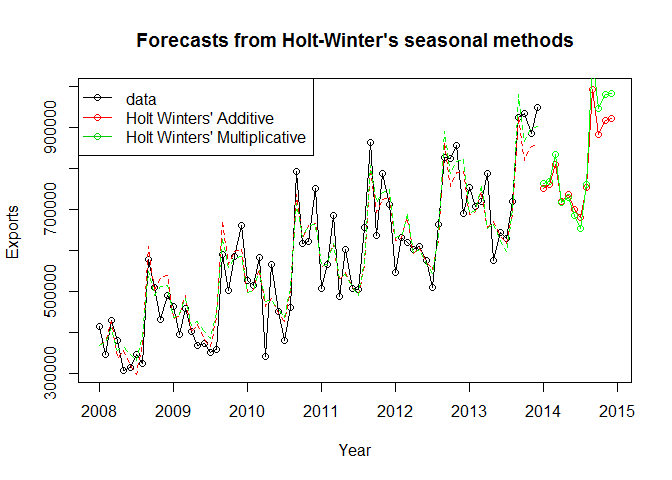 Forecasts from Holt-Winter's seasonal methods
data
Holt Winters' Additive
Holt Winters' Multiplicative
Exports
900000
700000
500000
300000
2008 2009 2010 2011 2012 2013 2014 2015
Year